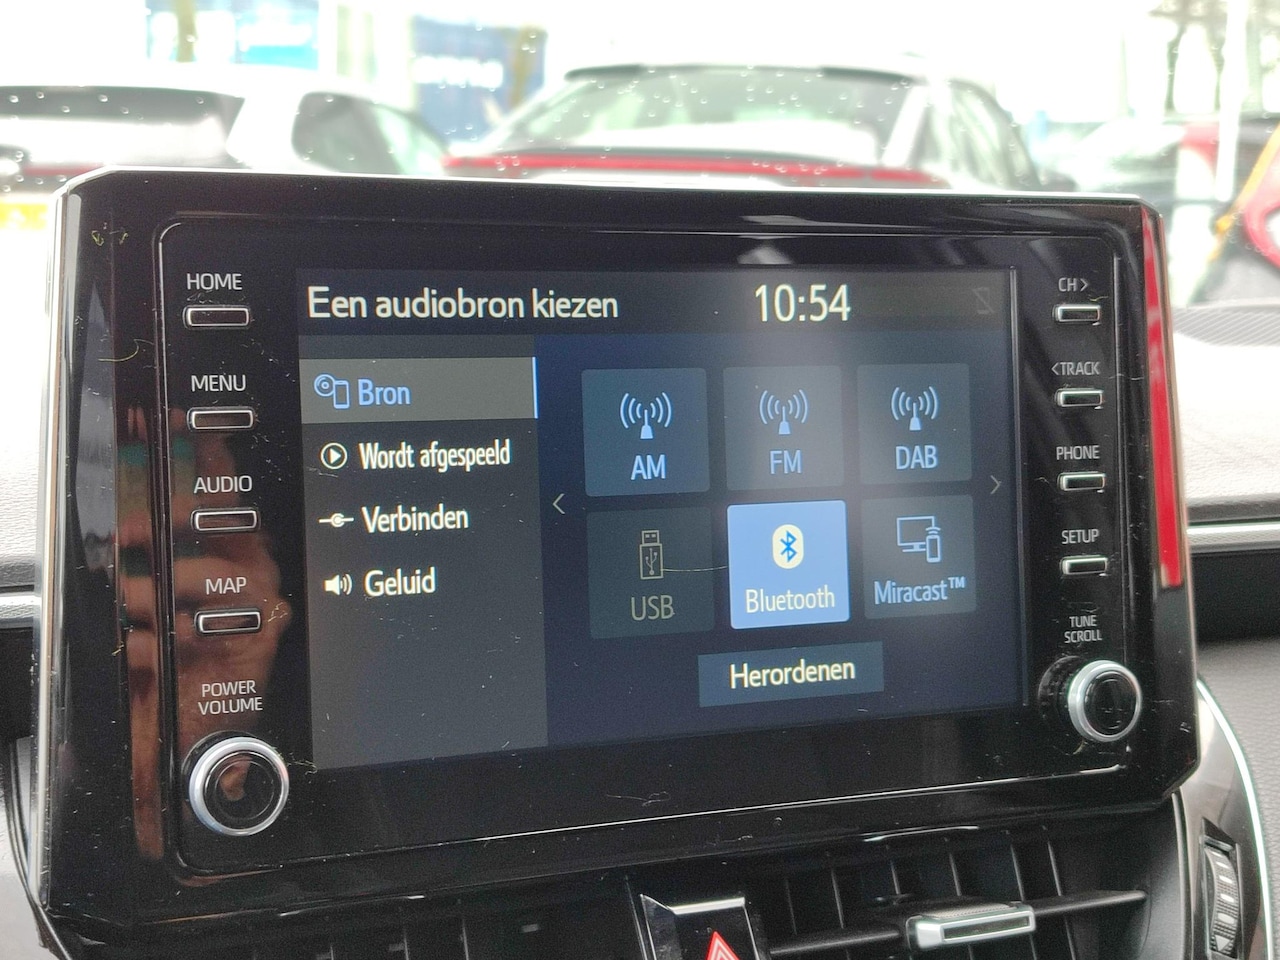 HOME
MENU
AUDIO
MAP
POWER
VOLUME
Een audiobron kiezen
10:54
Bron
Wordt afgespeeld
Verbinden
Geluid
AM
FM
DAB
USB
Bluetooth
Miracast™
<
>
Herordenen
CH>
<TRACK
PHONE
SETUP
TUNE
SCROLL